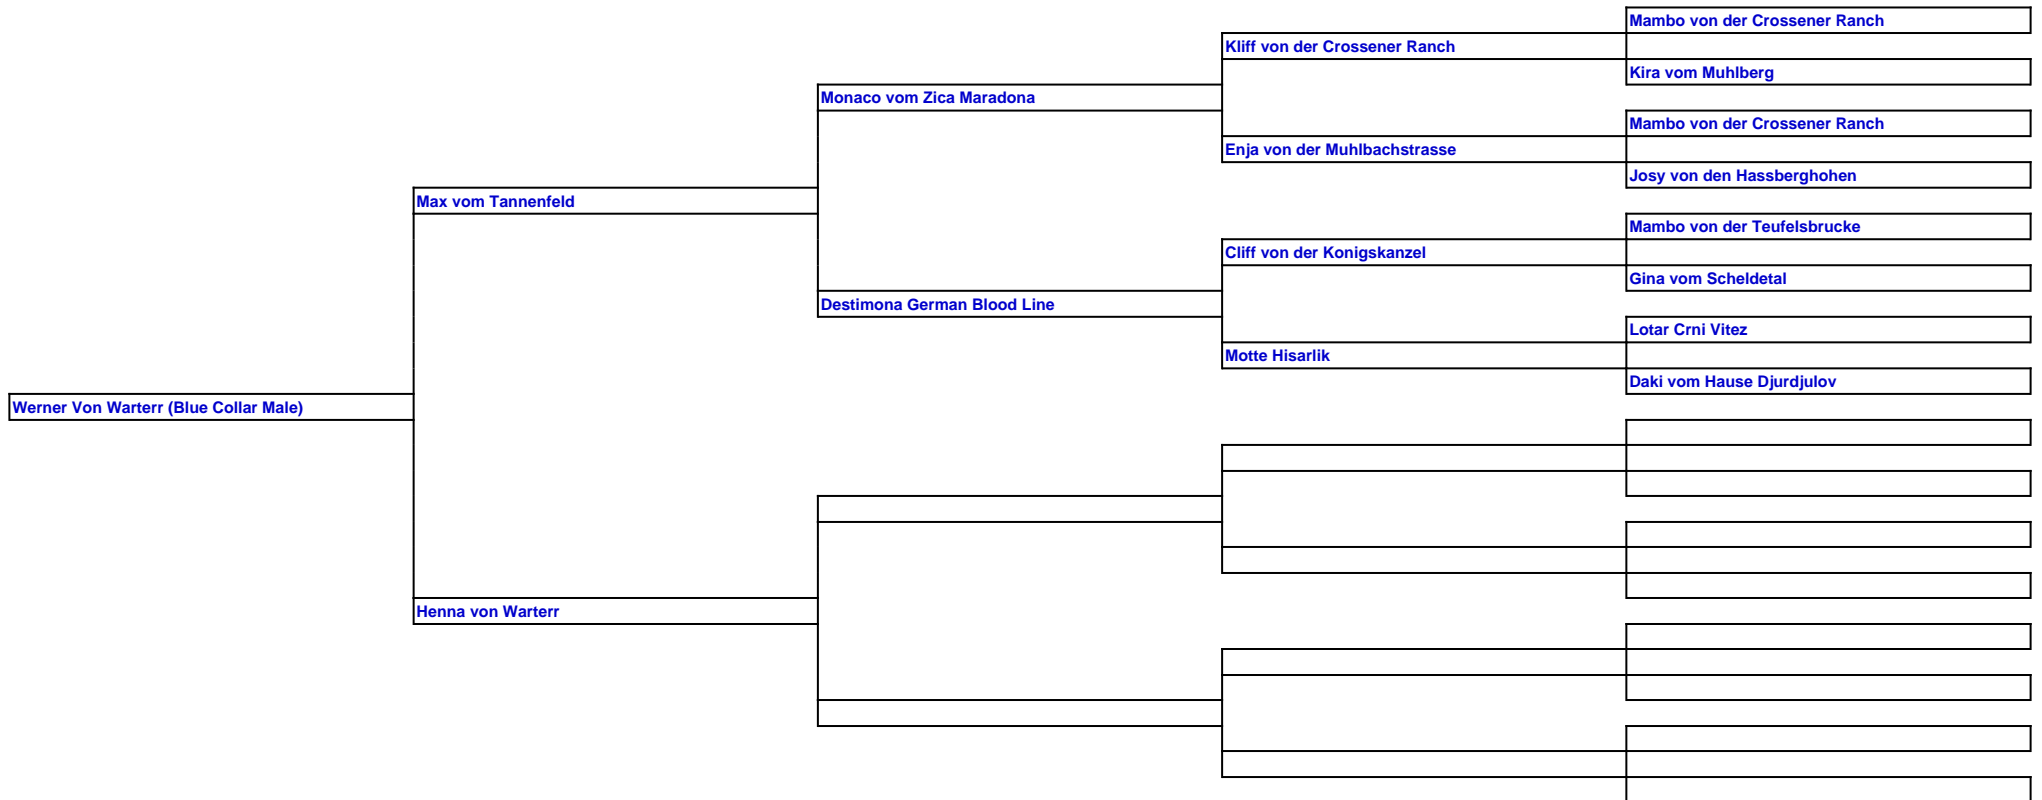 Mambo von der Crossener Ranch
Kliff von der Crossener Ranch
Kira vom Muhlberg
Monaco vom Zica Maradona
Mambo von der Crossener Ranch
Enja von der Muhlbachstrasse
Josy von den Hassberghohen
Max vom Tannenfeld
Mambo von der Teufelsbrucke
Cliff von der Konigskanzel
Gina vom Scheldetal
Destimona German Blood Line
Lotar Crni Vitez
Motte Hisarlik
Daki vom Hause Djurdjulov
Werner Von Warterr (Blue Collar Male)
Henna von Warterr